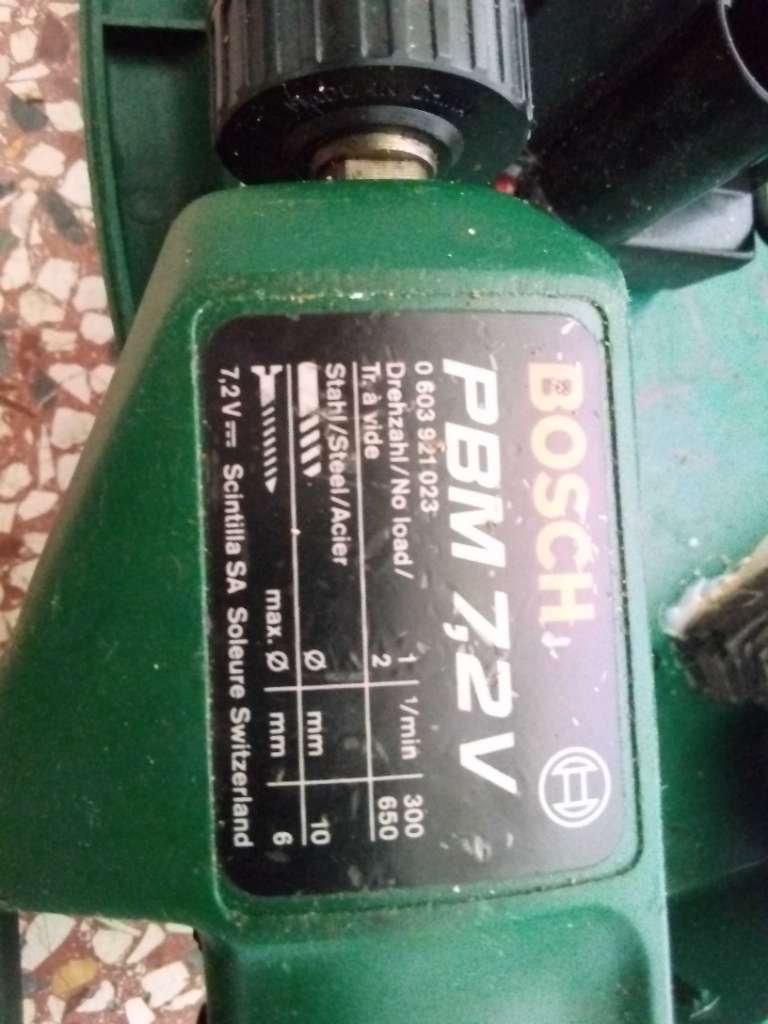 BOSCH
PBM 7,2 V
0 603 921 023
Drehzahl/No load/ 1 1/min 300
Tr. à vide 2 650
Stahl/Steel/Acier Ø mm 10
max. Ø mm 6
7,2 V Scintilla SA Soleure Switzerland